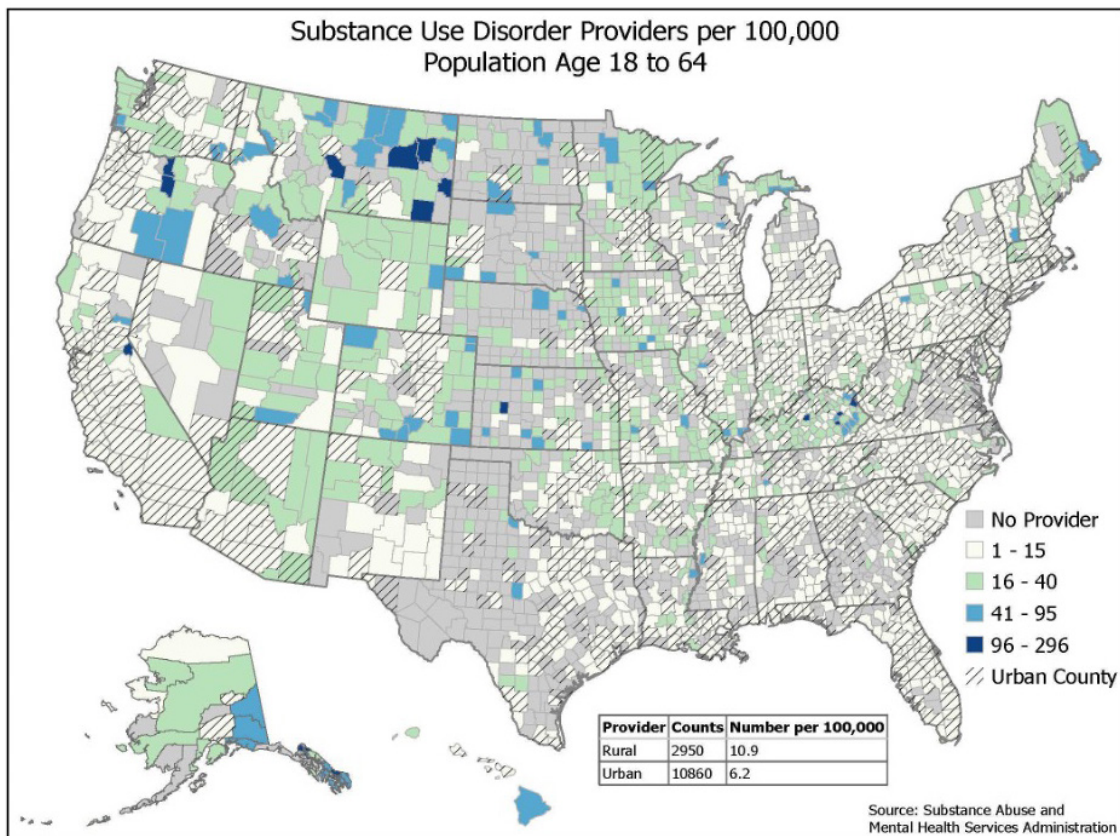 Substance Use Disorder Providers per 100,000
Population Age 18 to 64
No Provider
1 - 15
16 - 40
41 - 95
96 - 296
Urban County
Provider Counts Number per 100,000
Rural 2950 10.9
Urban 10860 6.2
Source: Substance Abuse and
Mental Health Services Administration